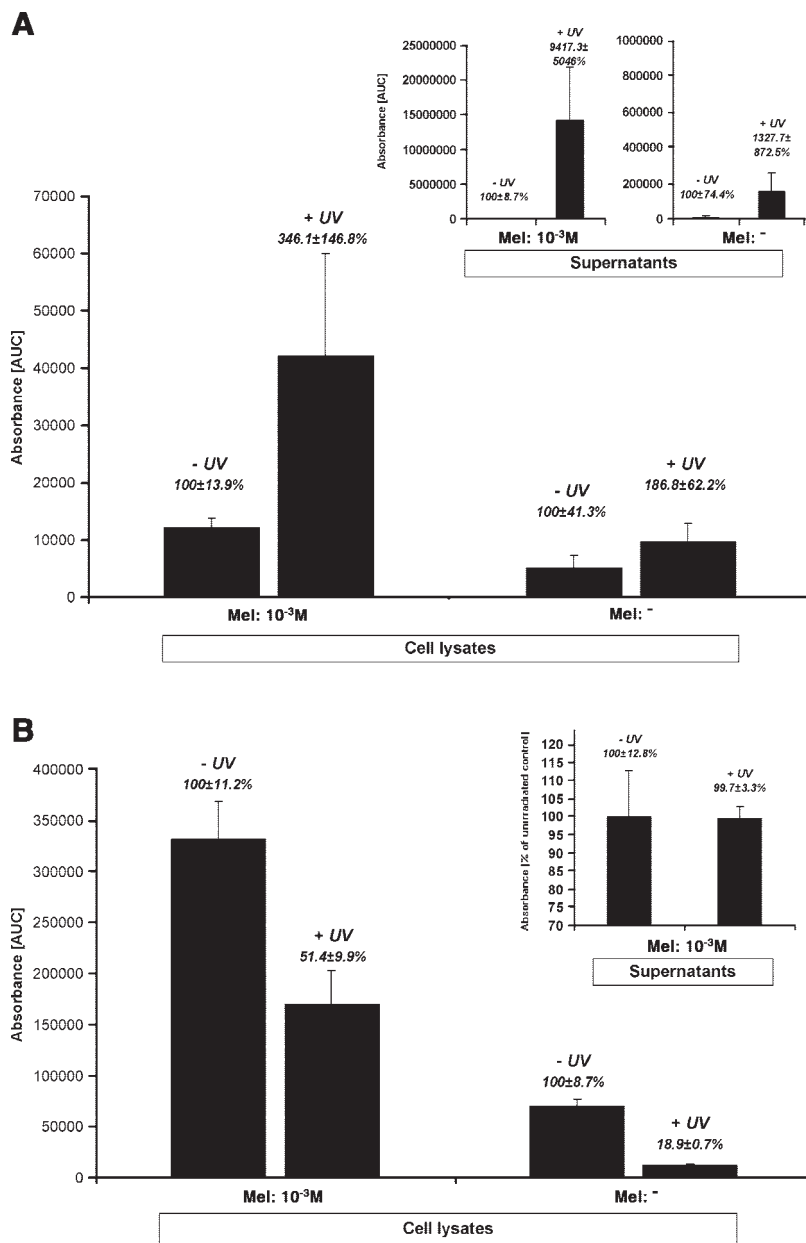 A
Absorbance [AUC]
25000000
20000000
15000000
10000000
5000000
0
- UV
100±8.7%
+ UV
9417.3±
5046%
Mel: 10⁻³M
1000000
800000
600000
400000
200000
0
- UV
100±74.4%
+ UV
1327.7±
872.5%
Mel: ⁻
Supernatants
Absorbance [AUC]
70000
60000
50000
40000
30000
20000
10000
0
- UV
100±13.9%
+ UV
346.1±146.8%
- UV
100±41.3%
+ UV
186.8±62.2%
Mel: 10⁻³M
Mel: ⁻
Cell lysates
B
Absorbance [AUC]
400000
350000
300000
250000
200000
150000
100000
50000
0
- UV
100±11.2%
+ UV
51.4±9.9%
- UV
100±8.7%
+ UV
18.9±0.7%
Mel: 10⁻³M
Mel: ⁻
Cell lysates
Absorbance [% of unirradiated control]
120
115
110
105
100
95
90
85
80
75
70
- UV
100±12.8%
+ UV
99.7±3.3%
Mel: 10⁻³M
Supernatants